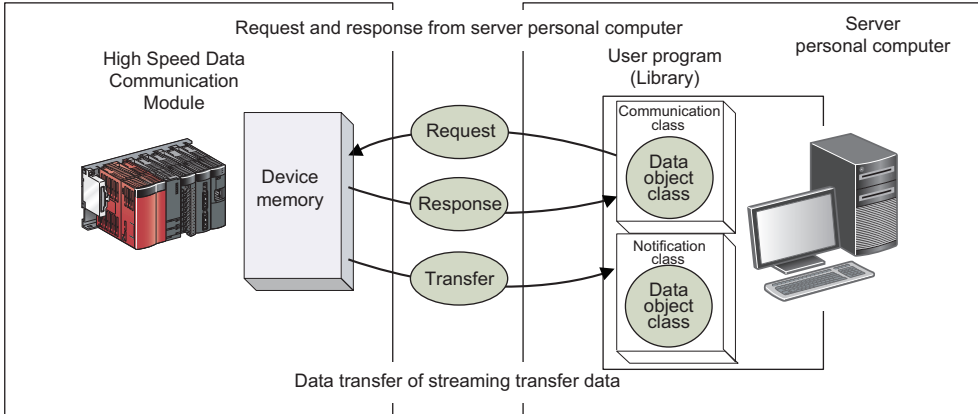 Request and response from server personal computer
Server
personal computer
High Speed Data
Communication
Module
User program
(Library)
Device
memory
Request
Response
Transfer
Communication
class
Data
object
class
Notification
class
Data
object
class
Data transfer of streaming transfer data